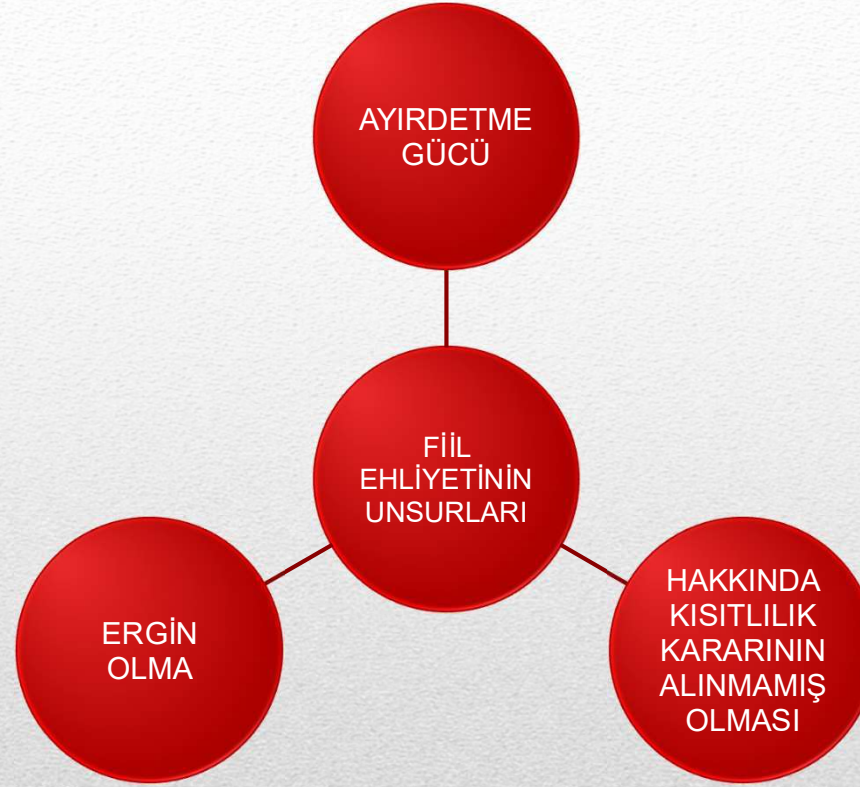 AYIRDETME
GÜCÜ
FİİL
EHLİYETİNİN
UNSURLARI
ERGİN
OLMA
HAKKINDA
KISITLILIK
KARARININ
ALINMAMIŞ
OLMASI